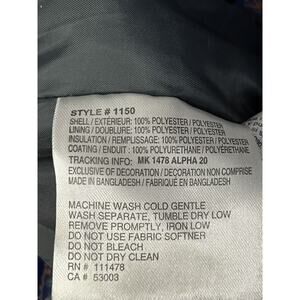 STYLE # 1150
SHELL / EXTÉRIEUR: 100% POLYESTER / POLYESTER
LINING / DOUBLURE: 100% POLYESTER / POLYESTER
INSULATION / REMPLISSAGE: 100% POLYESTER / POLYESTER
COATING / ENDUIT : 100% POLYURETHANE / POLYÉRETHANE
TRACKING INFO: MK 1478 ALPHA 20
EXCLUSIVE OF DECORATION / DECORATION NON COMPRISE
MADE IN BANGLADESH / FABRIQUÉ EN BANGLADESH
MACHINE WASH COLD GENTLE
WASH SEPARATE, TUMBLE DRY LOW
REMOVE PROMPTLY, IRON LOW
DO NOT USE FABRIC SOFTNER
DO NOT BLEACH
DO NOT DRY CLEAN
RN # 111478
CA # 53003